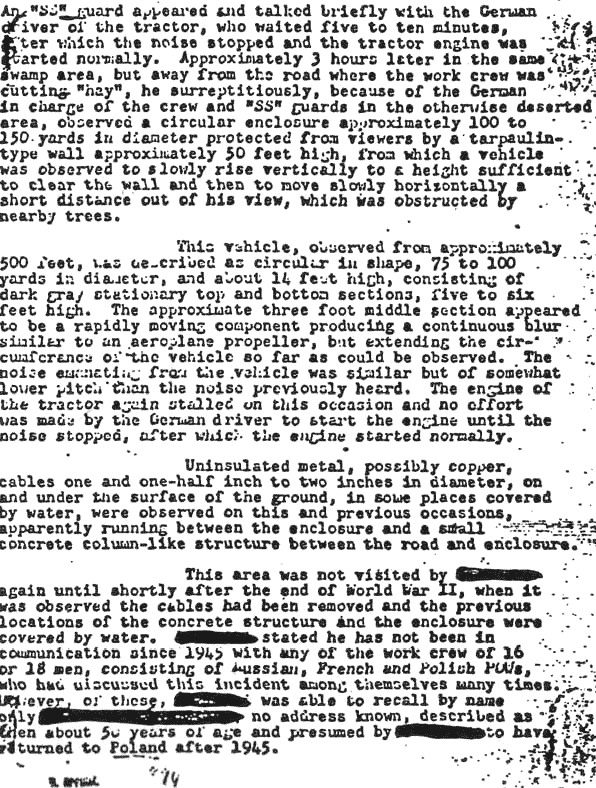 An "SS" guard appeared and talked briefly with the German
driver of the tractor, who waited five to ten minutes,
after which the noise stopped and the tractor engine was
started normally. Approximately 3 hours later in the same
swamp area, but away from the road where the work crew was
cutting "hay", he surreptitiously, because of the German
in charge of the crew and "SS" guards in the otherwise deserted
area, observed a circular enclosure approximately 100 to
150 yards in diameter protected from viewers by a tarpaulin-
type wall approximately 50 feet high, from which a vehicle
was observed to slowly rise vertically to a height sufficient
to clear the wall and then to move slowly horizontally a
short distance out of his view, which was obstructed by
nearby trees.
This vehicle, observed from approximately
500 feet, was described as circular in shape, 75 to 100
yards in diameter, and about 14 feet high, consisting of
dark gray stationary top and bottom sections, five to six
feet high. The approximate three foot middle section appeared
to be a rapidly moving component producing a continuous blur
similar to an aeroplane propeller, but extending the cir-
cumference of the vehicle so far as could be observed. The
noise emanating from the vehicle was similar but of somewhat
lower pitch than the noise previously heard. The engine of
the tractor again stalled on this occasion and no effort
was made by the German driver to start the engine until the
noise stopped, after which the engine started normally.
Uninsulated metal, possibly copper,
cables one and one-half inch to two inches in diameter, on
and under the surface of the ground, in some places covered
by water, were observed on this and previous occasions,
apparently running between the enclosure and a small
concrete column-like structure between the road and enclosure.
This area was not visited by
again until shortly after the end of World War II, when it
was observed the cables had been removed and the previous
locations of the concrete structure and the enclosure were
covered by water. stated he has not been in
communication since 1945 with any of the work crew of 16
or 18 men, consisting of Russian, French and Polish POWs,
who had discussed this incident among themselves many times.
However, of these, was able to recall by name
only no address known, described as
then about 50 years of age and presumed by to have
returned to Poland after 1945.